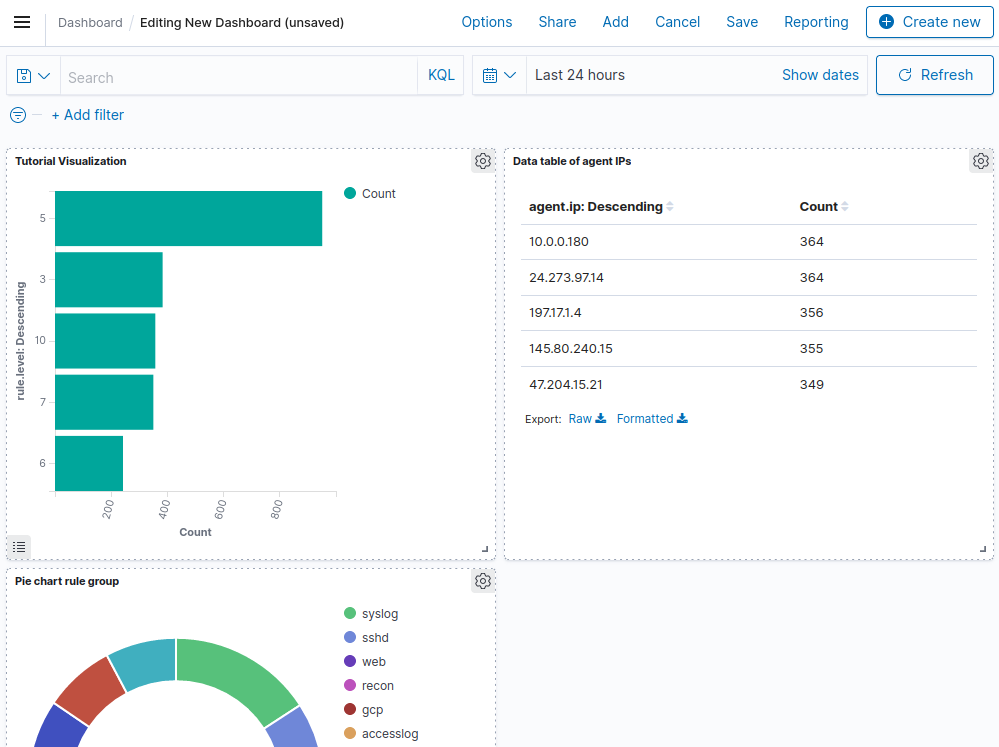 Dashboard / Editing New Dashboard (unsaved) Options Share Add Cancel Save Reporting Create new
Search KQL Last 24 hours Show dates Refresh
+ Add filter
Tutorial Visualization
Count
rule.level: Descending
5
3
10
7
6
200 400 600 800
Count
Data table of agent IPs
agent.ip: Descending Count
10.0.0.180 364
24.273.97.14 364
197.17.1.4 356
145.80.240.15 355
47.204.15.21 349
Export: Raw Formatted
Pie chart rule group
syslog
sshd
web
recon
gcp
accesslog